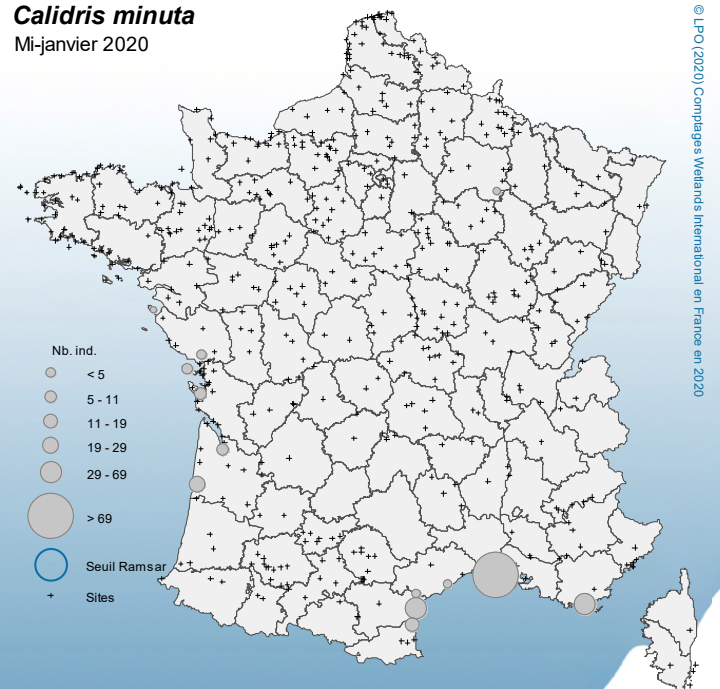 Calidris minuta
Mi-janvier 2020
© LPO (2020) Comptages Wetlands International en France en 2020
Nb. ind.
< 5
5 - 11
11 - 19
19 - 29
29 - 69
> 69
Seuil Ramsar
Sites